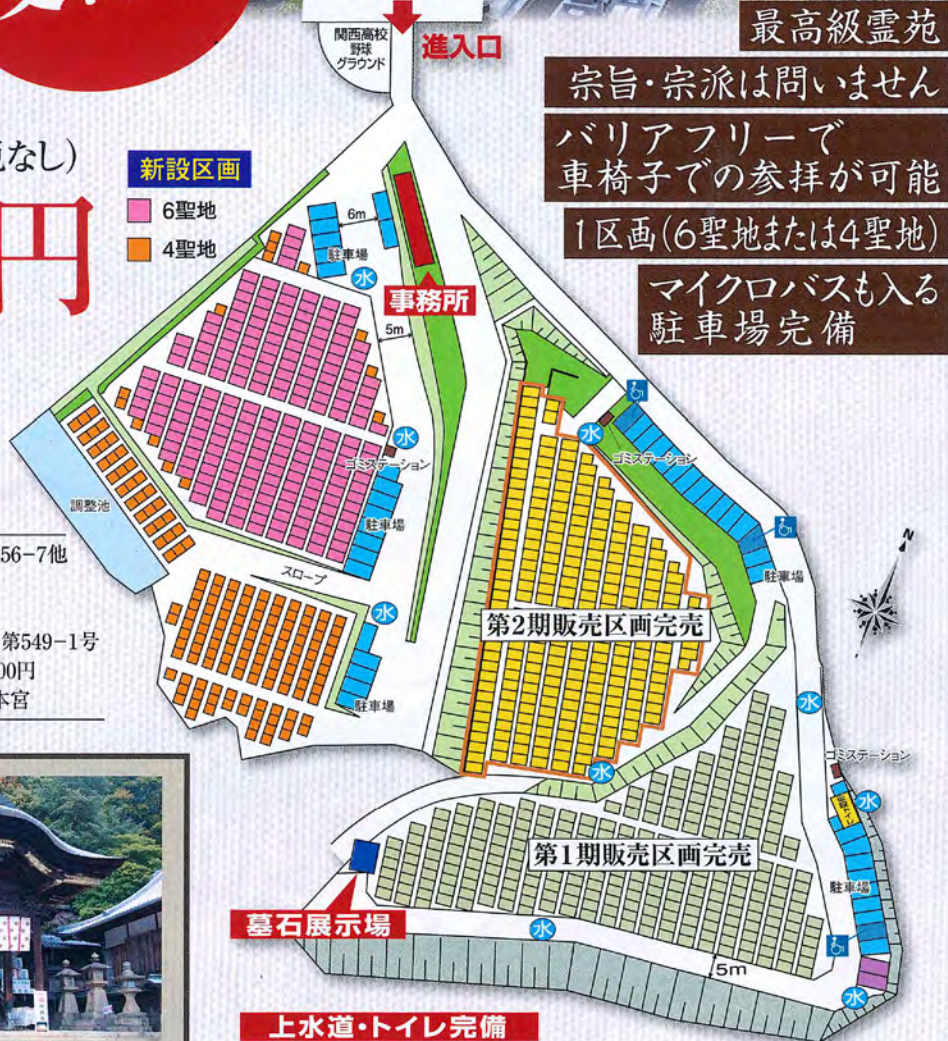 関西高校
野球
グラウンド
進入口
最高級霊苑
宗旨・宗派は問いません
バリアフリーで
車椅子での参拝が可能
1区画(6聖地または4聖地)
マイクロバスも入る
駐車場完備
なし)
円
新設区画
6聖地
4聖地
6m
駐車場
水
事務所
5m
水
ゴミステーション
駐車場
調整池
スロープ
水
駐車場
水
ゴミステーション
駐車場
N
第2期販売区画完売
水
水
ゴミステーション
水
駐車場
第1期販売区画完売
墓石展示場
水
5m
水
上水道・トイレ完備
56-7他
第549-1号
00円
本宮